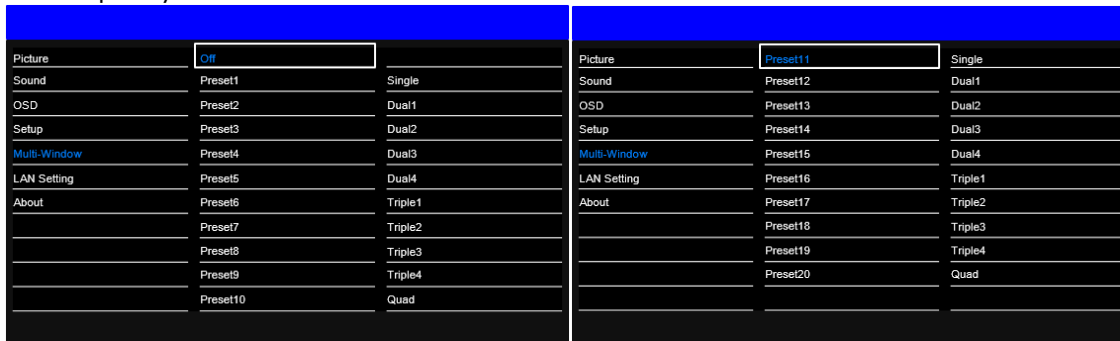 Picture Off
Sound Preset1 Single
OSD Preset2 Dual1
Setup Preset3 Dual2
Multi-Window Preset4 Dual3
LAN Setting Preset5 Dual4
About Preset6 Triple1
Preset7 Triple2
Preset8 Triple3
Preset9 Triple4
Preset10 Quad
Picture Preset11 Single
Sound Preset12 Dual1
OSD Preset13 Dual2
Setup Preset14 Dual3
Multi-Window Preset15 Dual4
LAN Setting Preset16 Triple1
About Preset17 Triple2
Preset18 Triple3
Preset19 Triple4
Preset20 Quad